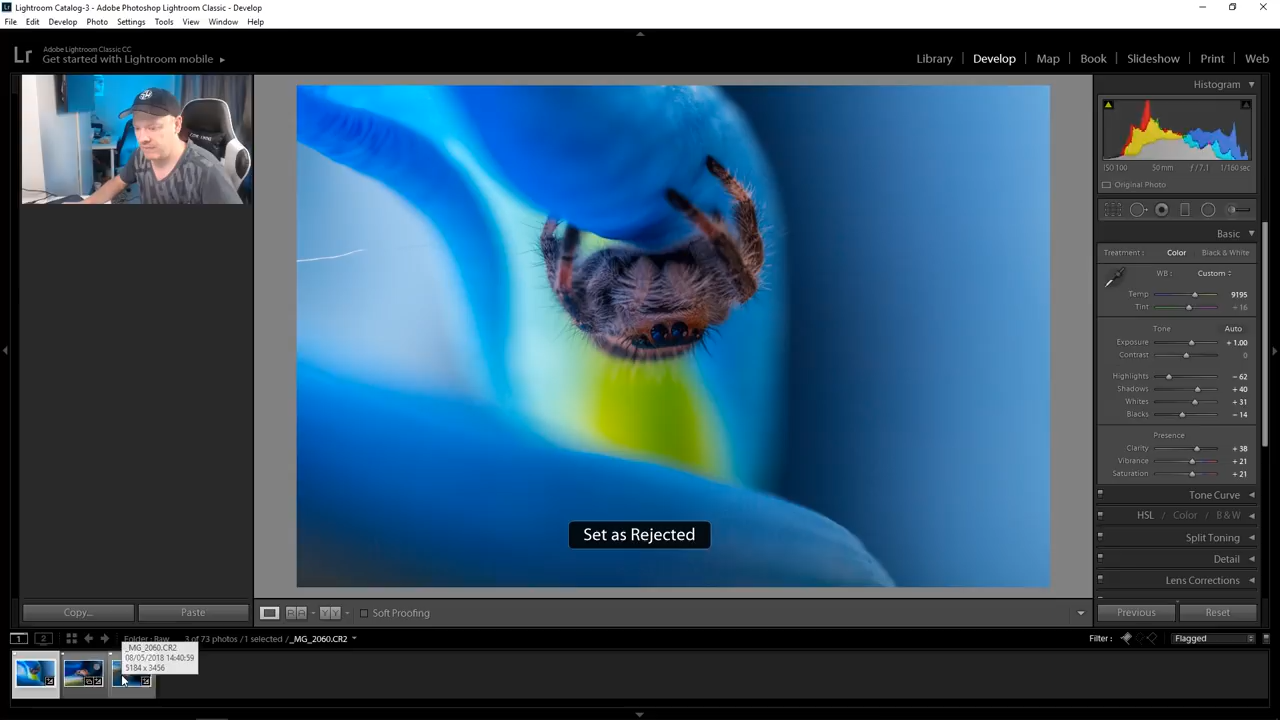 Lightroom Catalog-3 - Adobe Photoshop Lightroom Classic - Develop
File Edit Develop Photo Settings Tools View Window Help
Lr
Adobe Lightroom Classic CC
Get started with Lightroom mobile
Library | Develop | Map | Book | Slideshow | Print | Web
Histogram
ISO 100 50 mm f / 7.1 1/160 sec
Original Photo
Basic
Treatment : Color Black & White
WB : Custom
Temp 9195
Tint + 16
Tone Auto
Exposure + 1.00
Contrast 0
Highlights − 62
Shadows + 40
Whites + 31
Blacks − 14
Presence
Clarity + 38
Vibrance + 21
Saturation + 21
Tone Curve
HSL / Color / B & W
Split Toning
Detail
Lens Corrections
Set as Rejected
Copy... Paste
Soft Proofing
Previous Reset
1 2 Folder : Raw 3 of 73 photos / 1 selected / _MG_2060.CR2
Filter : Flagged
_MG_2060.CR2
08/05/2018 14:40:59
5184 x 3456